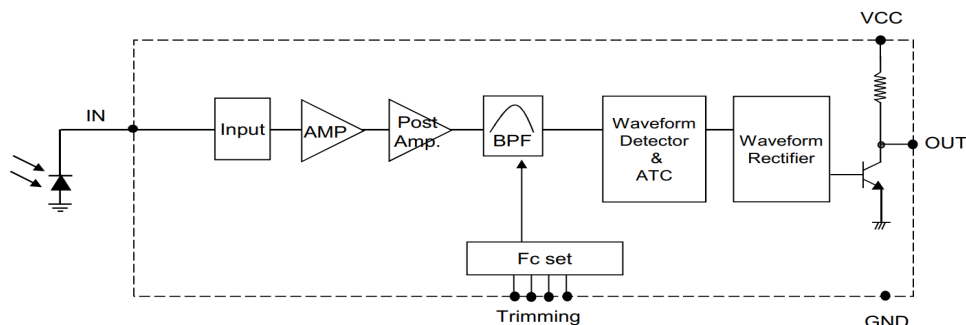 VCC
IN
Input
AMP
Post
Amp.
BPF
Waveform
Detector
&
ATC
Waveform
Rectifier
OUT
Fc set
Trimming
GND